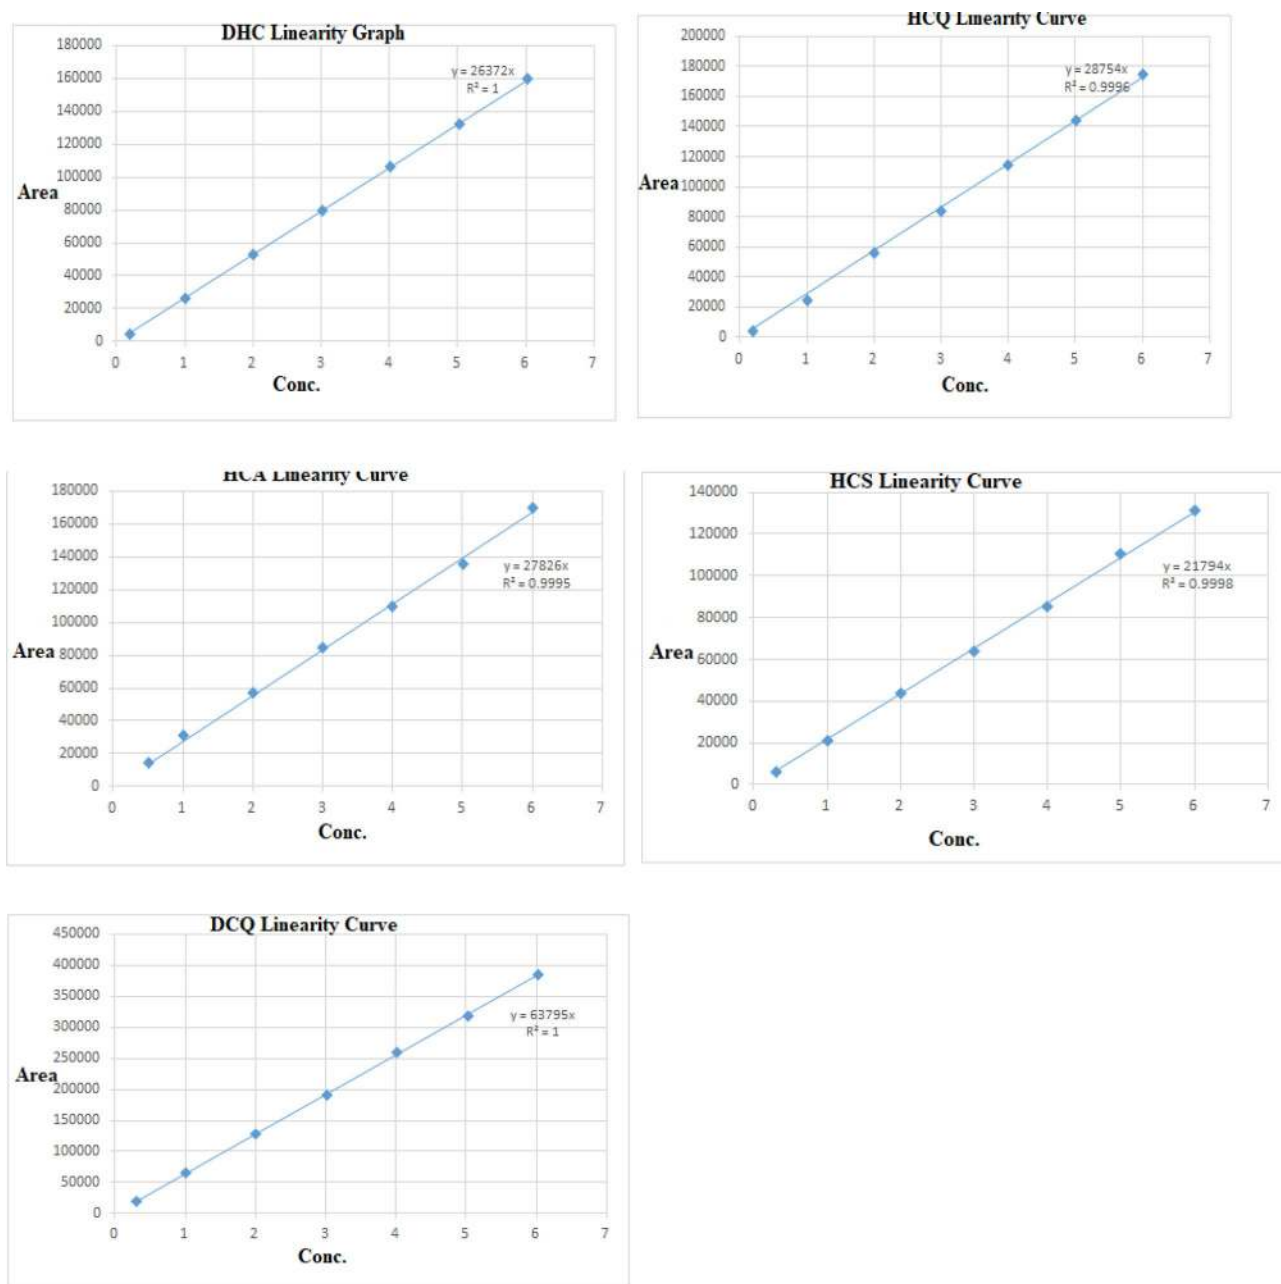 DHC Linearity Graph
180000
160000
140000
120000
100000
80000
60000
40000
20000
0
Area
y = 26372x
R² = 1
0 1 2 3 4 5 6 7
Conc.
HCQ Linearity Curve
200000
180000
160000
140000
120000
100000
80000
60000
40000
20000
0
Area
y = 28754x
R² = 0.9996
0 1 2 3 4 5 6 7
Conc.
HCA Linearity Curve
180000
160000
140000
120000
100000
80000
60000
40000
20000
0
Area
y = 27826x
R² = 0.9995
0 1 2 3 4 5 6 7
Conc.
HCS Linearity Curve
140000
120000
100000
80000
60000
40000
20000
0
Area
y = 21794x
R² = 0.9998
0 1 2 3 4 5 6 7
Conc.
DCQ Linearity Curve
450000
400000
350000
300000
250000
200000
150000
100000
50000
0
Area
y = 63795x
R² = 1
0 1 2 3 4 5 6 7
Conc.